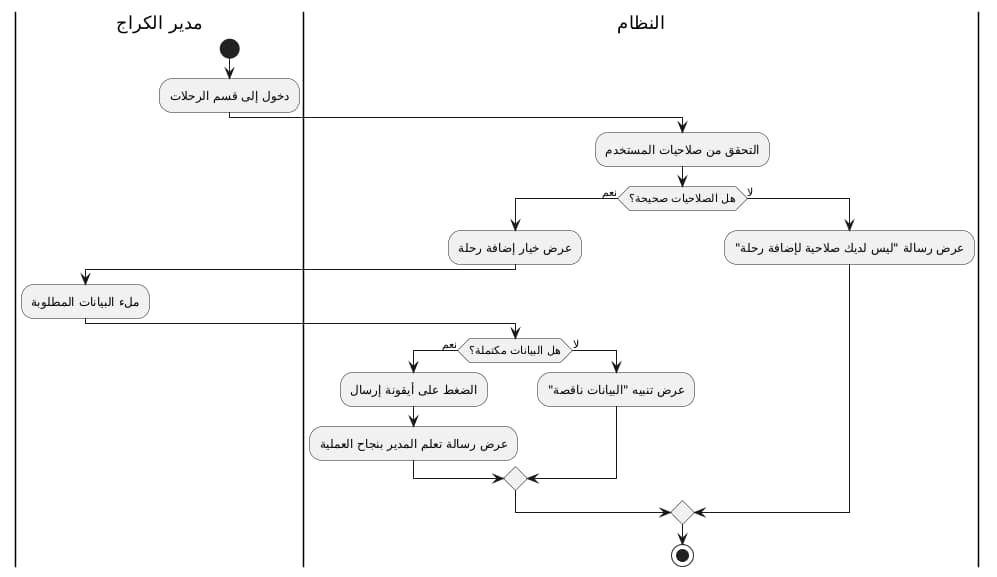 مدير الكراج
النظام
دخول إلى قسم الرحلات
التحقق من صلاحيات المستخدم
هل الصلاحيات صحيحة؟
نعم
لا
عرض خيار إضافة رحلة
عرض رسالة "ليس لديك صلاحية لإضافة رحلة"
ملء البيانات المطلوبة
هل البيانات مكتملة؟
نعم
لا
الضغط على أيقونة إرسال
عرض تنبيه "البيانات ناقصة"
عرض رسالة تعلم المدير بنجاح العملية